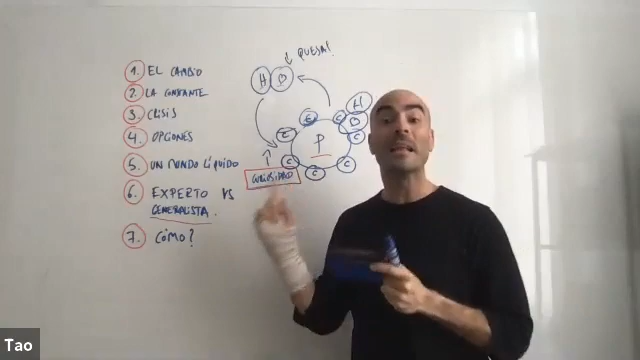 1. EL CAMBIO
2. LA CONSTANTE
3. CRISIS
4. OPCIONES
5. UN MUNDO LÍQUIDO
6. EXPERTO VS
GENERALISTA.
7. CÓMO?
↓ QUEJA!
H O
H
O
C C
C C
P
C C
C
CURIOSIDAD
Tao